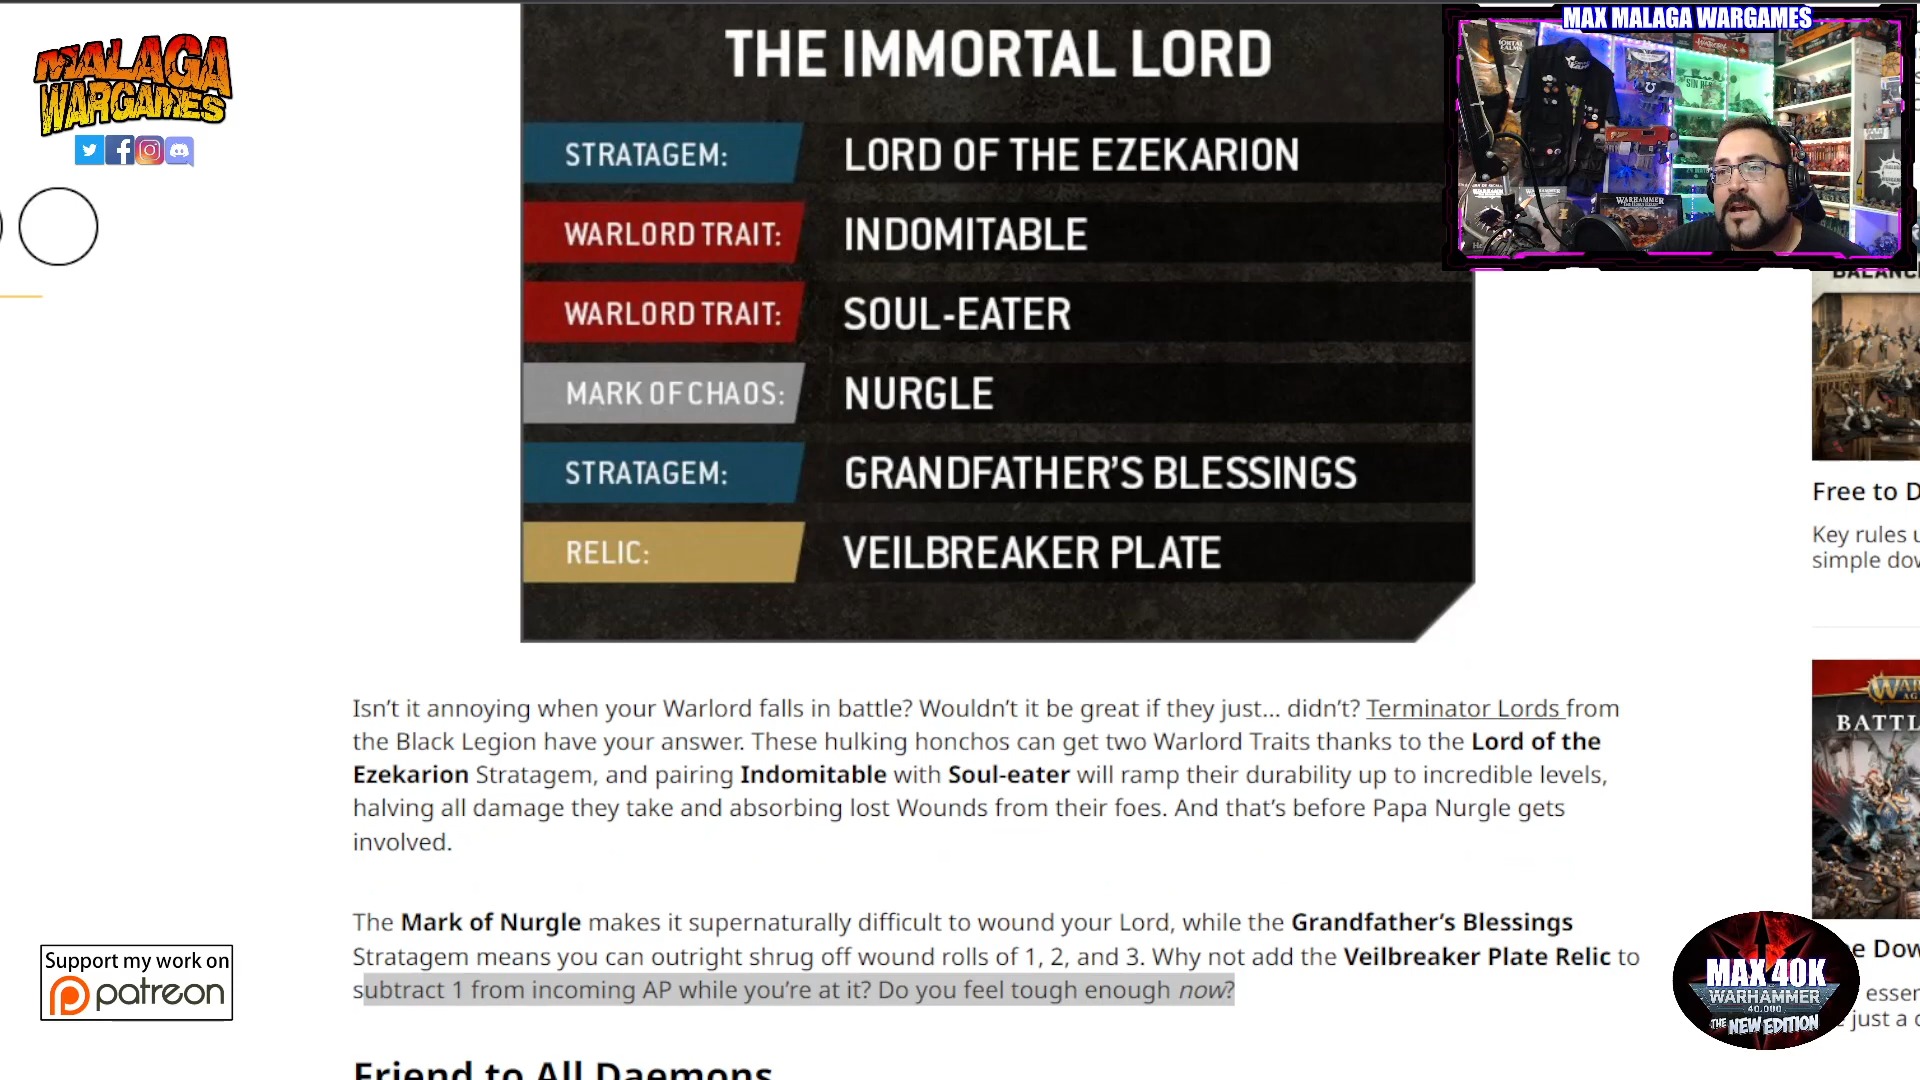 MALAGA
WARGAMES
THE IMMORTAL LORD
STRATAGEM: LORD OF THE EZEKARION
WARLORD TRAIT: INDOMITABLE
WARLORD TRAIT: SOUL-EATER
MARK OF CHAOS: NURGLE
STRATAGEM: GRANDFATHER'S BLESSINGS
RELIC: VEILBREAKER PLATE
MAX MALAGA WARGAMES
WARHAMMER
Free to D
Key rules u
simple dow
BATTL
Isn't it annoying when your Warlord falls in battle? Wouldn't it be great if they just... didn't? Terminator Lords from
the Black Legion have your answer. These hulking honchos can get two Warlord Traits thanks to the Lord of the
Ezekarion Stratagem, and pairing Indomitable with Soul-eater will ramp their durability up to incredible levels,
halving all damage they take and absorbing lost Wounds from their foes. And that's before Papa Nurgle gets
involved.
The Mark of Nurgle makes it supernaturally difficult to wound your Lord, while the Grandfather's Blessings
Stratagem means you can outright shrug off wound rolls of 1, 2, and 3. Why not add the Veilbreaker Plate Relic to
subtract 1 from incoming AP while you're at it? Do you feel tough enough now?
Friend to All Daemons
Support my work on
patreon
MAX 40K
WARHAMMER
40,000
THE NEW EDITION
e Dow
essen
just a c